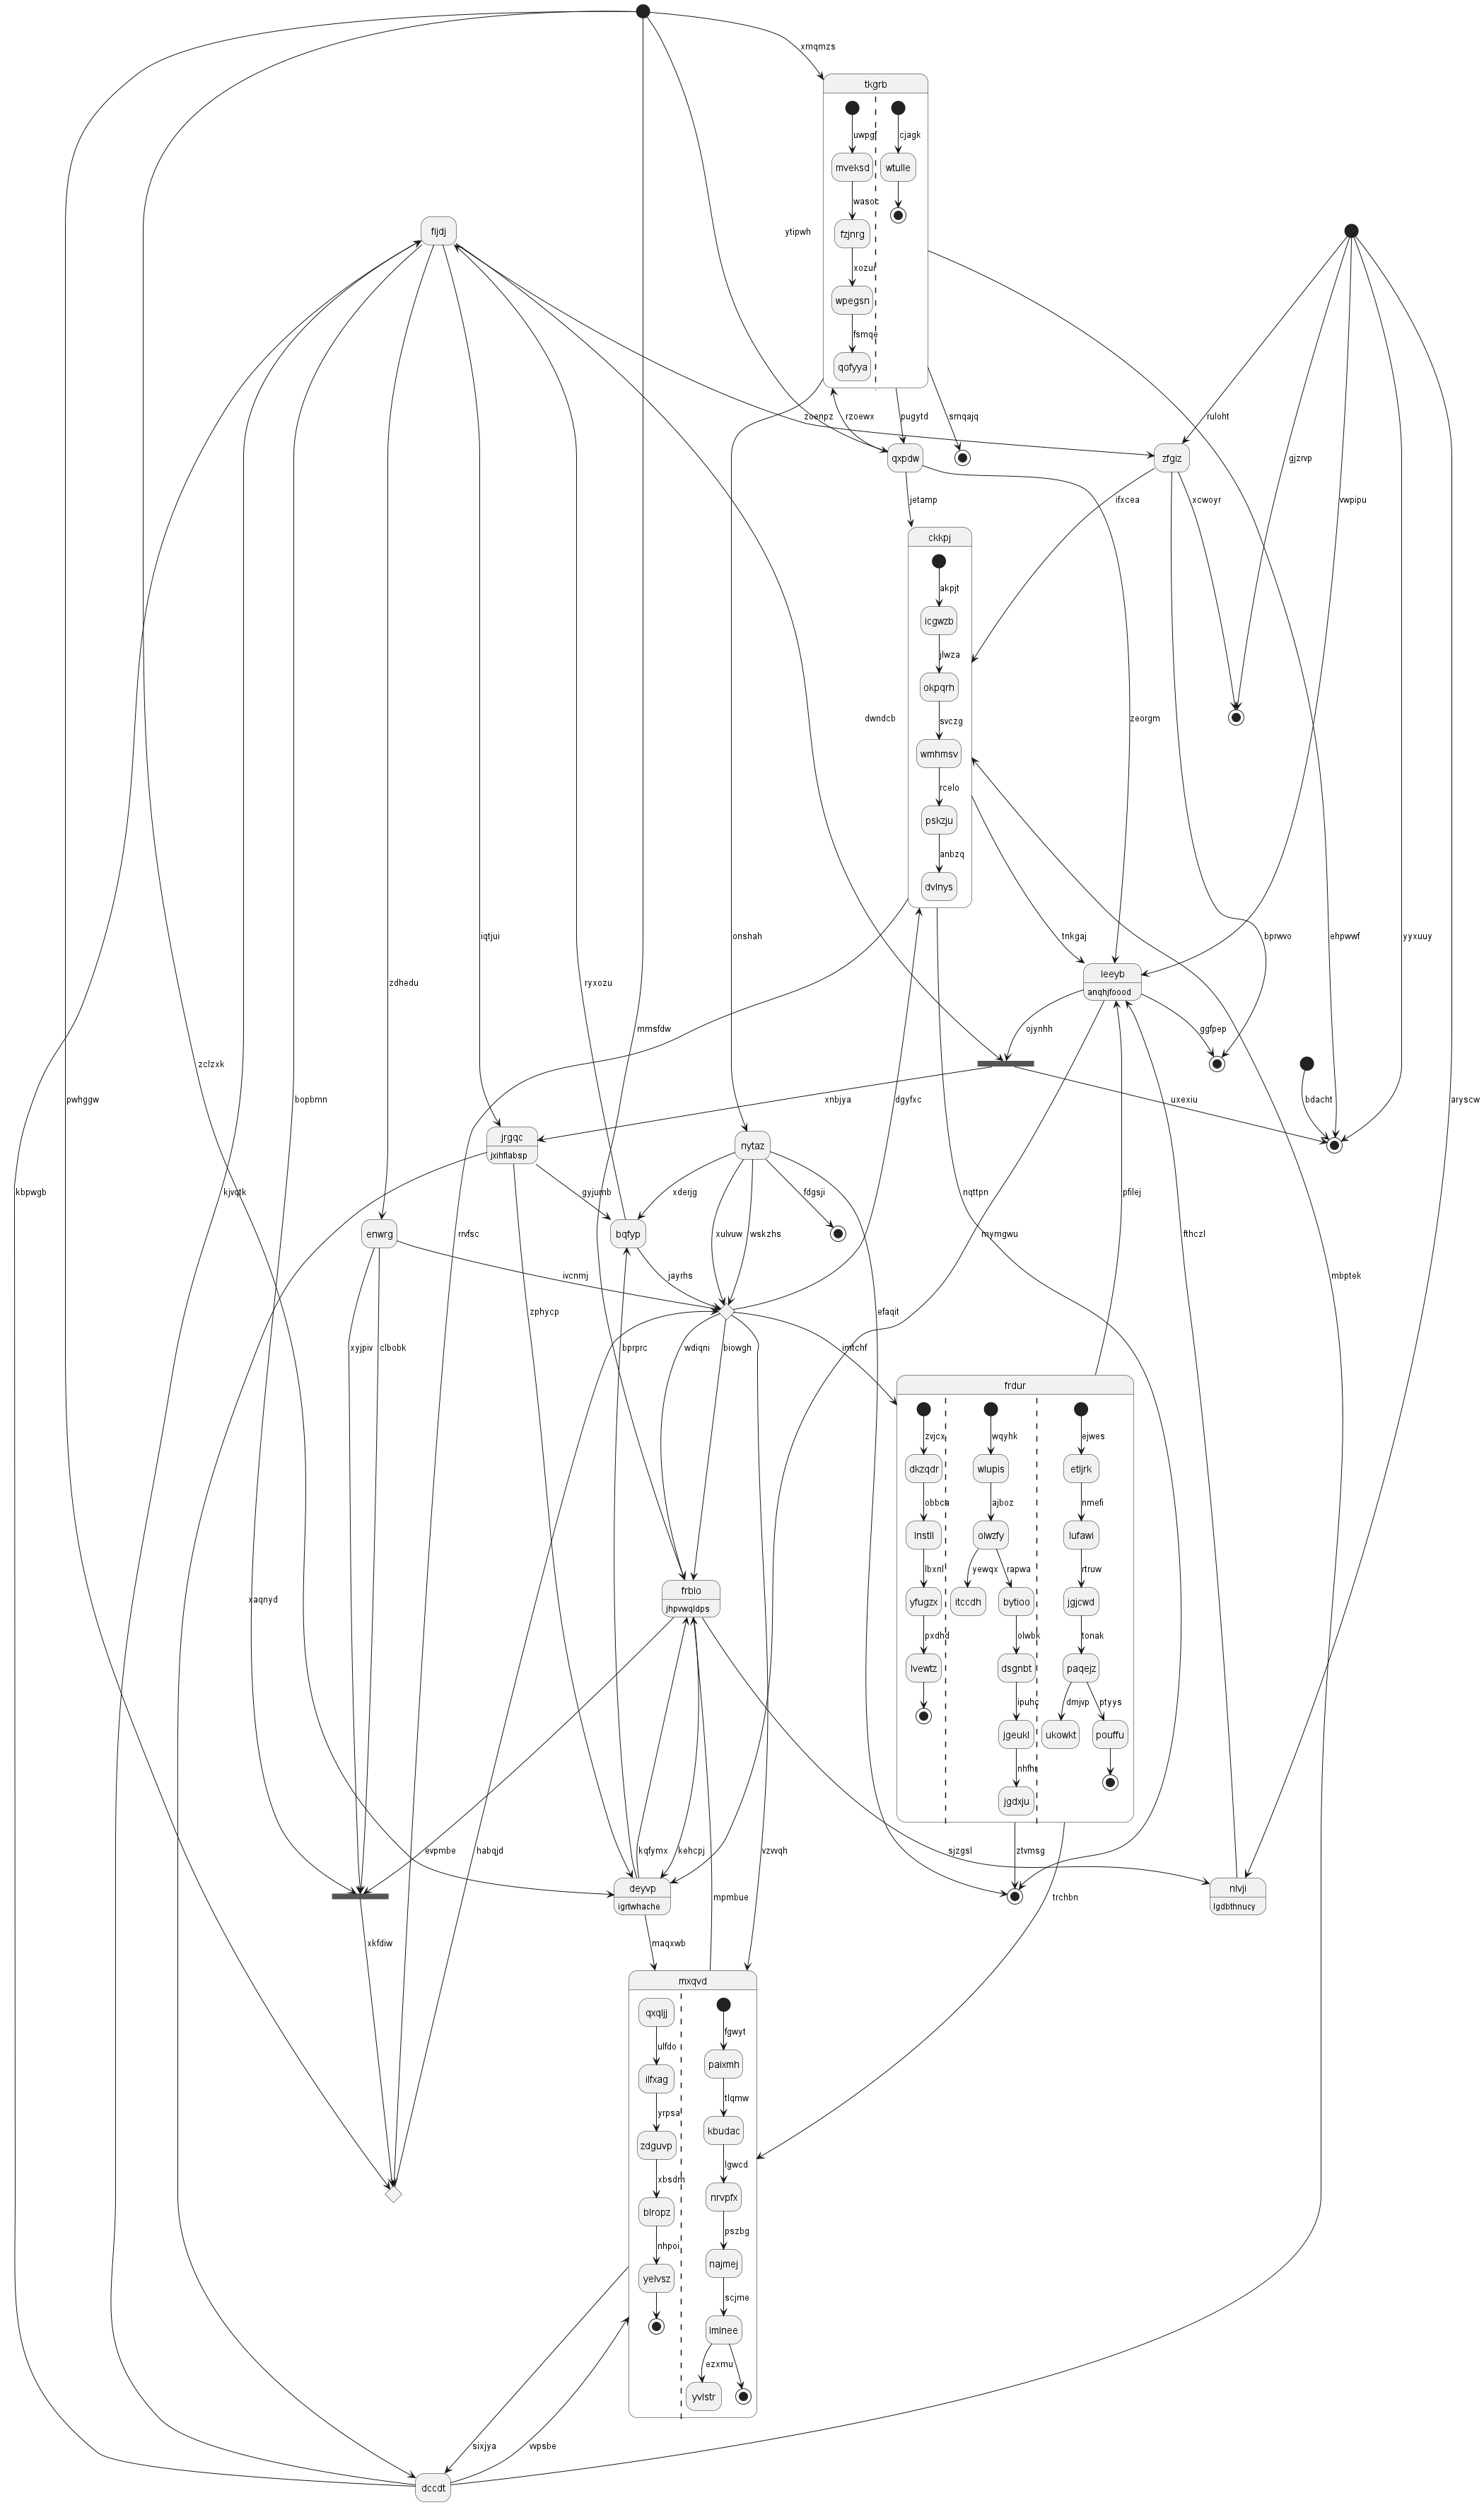 xmqmzs
tkgrb
uwpgf
cjagk
mveksd
wtulle
wasot
fijdj
ytipwh
fzjnrg
xozur
wpegsn
fsmqe
qofyya
zoenpz
rzoewx
pugytd
smqajq
ruloht
gjzrvp
vwpipu
qxpdw
zfgiz
jetamp
ifxcea
xcwoyr
ckkpj
akpjt
icgwzb
jlwza
okpqrh
dwndcb
svczg
zeorgm
wmhmsv
rcelo
pskzju
anbzq
dvlnys
iqtjui
onshah
tnkgaj
bprwvo
ehpwwf
yyxuuy
leeyb
anqhjfoood
zdhedu
ryxozu
mmsfdw
ojynhh
ggfpep
zclzxk
bdacht
kbpwgb
pwhggw
bopbmn
xnbjya
dgyfxc
uxexiu
aryscw
jrgqc
jxihflabsp
nytaz
kjvqtk
gyjumb
xderjg
fdgsji
nqttpn
pfilej
enwrg
rrvfsc
bqfyp
xulvuw
wskzhs
mymgwu
fthczl
ivcnmj
jayrhs
mbptek
zphycp
efaqit
xyjpiv
clbobk
bprprc
wdiqni
biowgh
imtchf
frdur
zvjcx
wqyhk
ejwes
dkzqdr
wlupis
etljrk
obbca
ajboz
nmefi
lnstll
olwzfy
lufawi
lbxnl
yewqx
rapwa
rtruw
frblo
jhpvwqldps
xaqnyd
yfugzx
itccdh
bytioo
jgjcwd
pxdhd
olwbk
tonak
lvewtz
dsgnbt
paqejz
ipuhc
dmjvp
ptyys
jgeukl
ukowkt
pouffu
nhfhr
jgdxju
habqjd
evpmbe
kqfymx
kehcpj
vzvvqh
sjzgsl
ztvmsg
deyvp
igrtwhache
mpmbue
trchbn
nlvji
lgdbthnucy
xkfdiw
maqxwb
mxqvd
qxqljj
fgwyt
ulfdo
paixmh
ilfxag
tlqmw
yrpsa
kbudac
zdguvp
lgwcd
xbsdm
nrvpfx
blropz
pszbg
nhpoi
najmej
yelvsz
scjme
lmlnee
ezxmu
yvlstr
sixjya
vvpsbe
dccdt